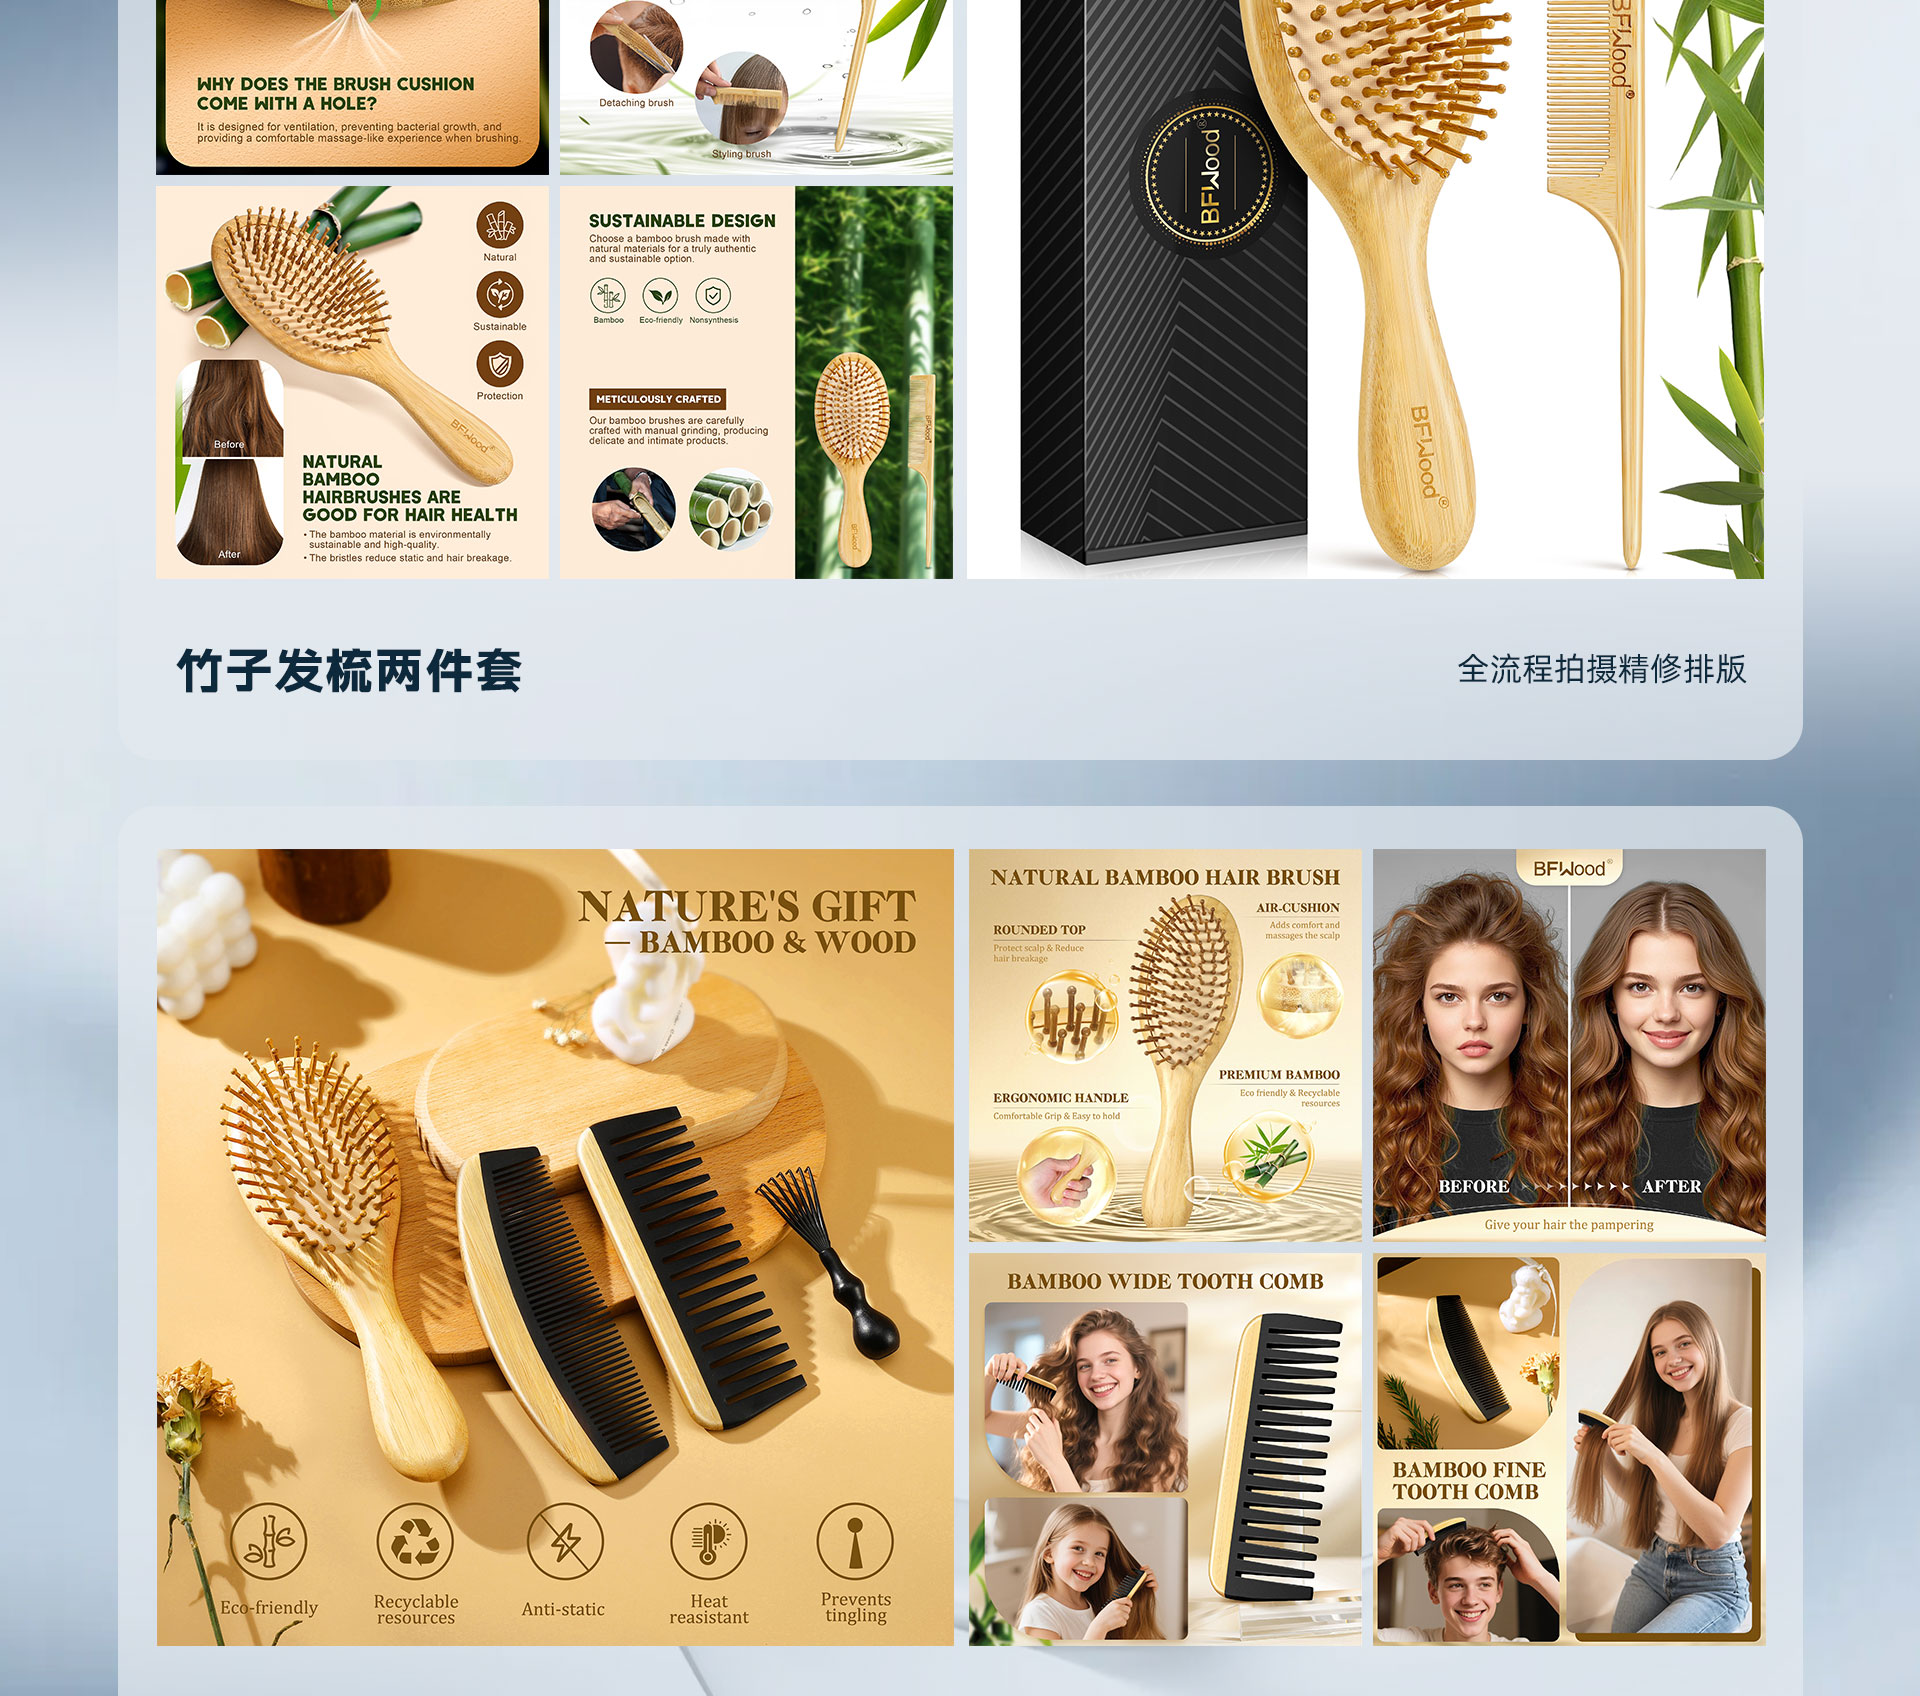 WHY DOES THE BRUSH CUSHION
COME WITH A HOLE?
It is designed for ventilation, preventing bacterial growth, and
providing a comfortable massage-like experience when brushing.
Detaching brush
Styling brush
BFWood®
BFWood®
BFWood®
Natural
Sustainable
Protection
BFWood®
Before
After
NATURAL
BAMBOO
HAIRBRUSHES ARE
GOOD FOR HAIR HEALTH
• The bamboo material is environmentally
sustainable and high-quality.
• The bristles reduce static and hair breakage.
SUSTAINABLE DESIGN
Choose a bamboo brush made with
natural materials for a truly authentic
and sustainable option.
Bamboo
Eco-friendly
Nonsynthesis
METICULOUSLY CRAFTED
Our bamboo brushes are carefully
crafted with manual grinding, producing
delicate and intimate products.
BFWood
BFWood
竹子发梳两件套
全流程拍摄精修排版
NATURE'S GIFT
— BAMBOO & WOOD
Eco-friendly
Recyclable
resources
Anti-static
Heat
reasistant
Prevents
tingling
NATURAL BAMBOO HAIR BRUSH
ROUNDED TOP
Protect scalp & Reduce
hair breakage
AIR-CUSHION
Adds comfort and
massages the scalp
ERGONOMIC HANDLE
Comfortable Grip & Easy to hold
PREMIUM BAMBOO
Eco friendly & Recyclable
resources
BFWood®
BEFORE
AFTER
Give your hair the pampering
BAMBOO WIDE TOOTH COMB
BAMBOO FINE
TOOTH COMB